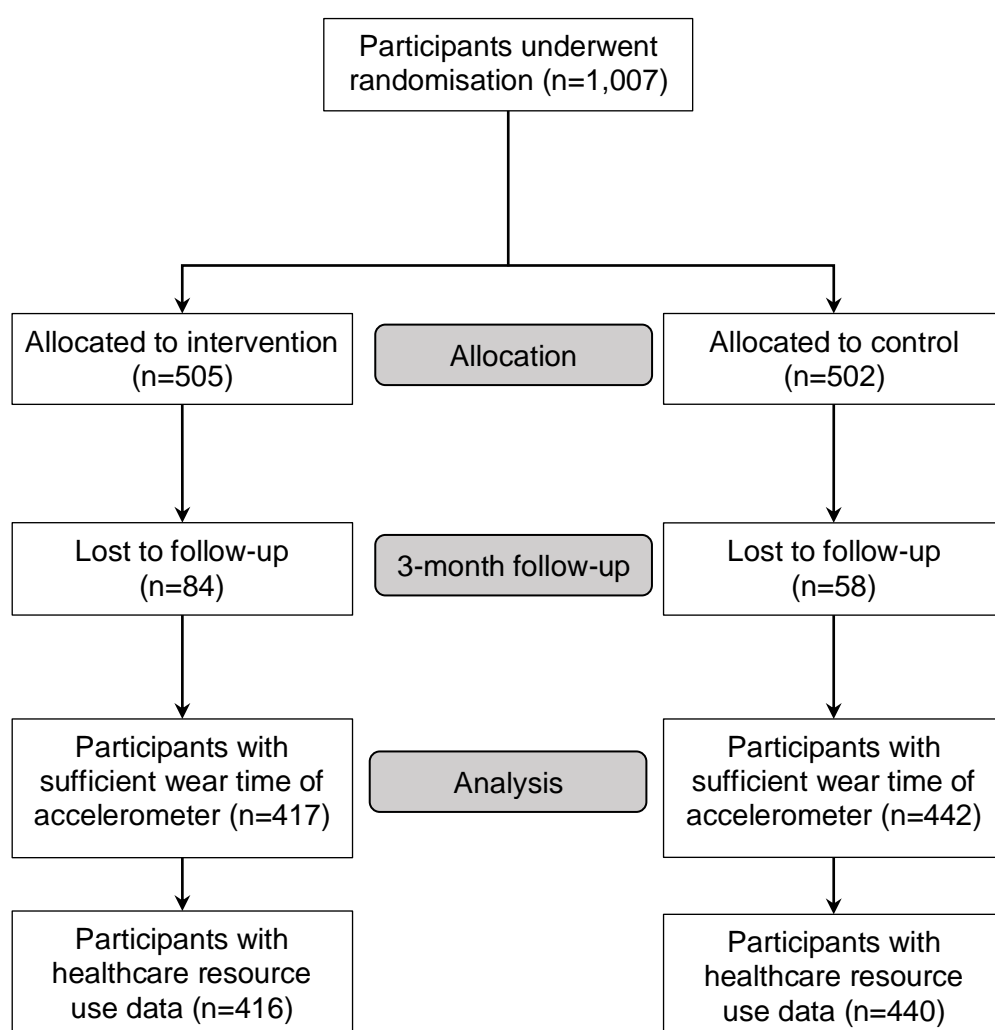 Participants underwent
randomisation (n=1,007)
Allocated to intervention
(n=505)
Allocation
Allocated to control
(n=502)
Lost to follow-up
(n=84)
3-month follow-up
Lost to follow-up
(n=58)
Participants with
sufficient wear time of
accelerometer (n=417)
Analysis
Participants with
sufficient wear time of
accelerometer (n=442)
Participants with
healthcare resource
use data (n=416)
Participants with
healthcare resource
use data (n=440)